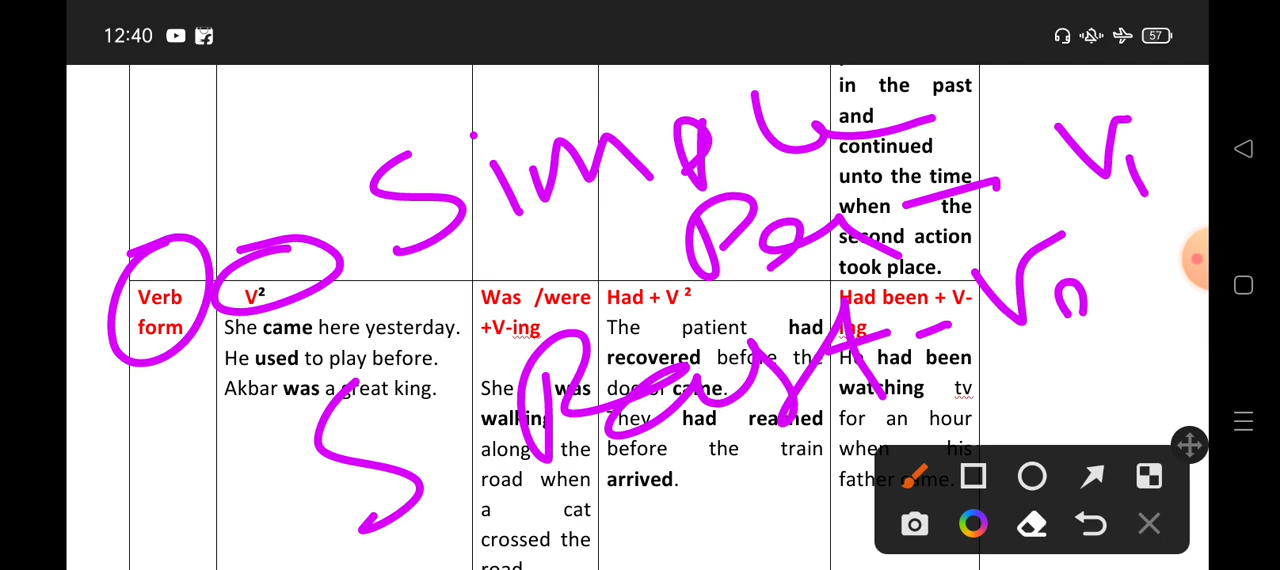 12:40
57
in the past
and
continued
unto the time
when the
second action
took place.
Verb
form
V²
She came here yesterday.
He used to play before.
Akbar was a great king.
Was /were
+V-ing
She was
walking
along the
road when
a cat
crossed the
road
Had + V ²
The patient had
recovered before the
doctor came.
They had reached
before the train
arrived.
Had been + V-
ing
He had been
watching tv
for an hour
when his
father came.
Simple
V1
Past
S